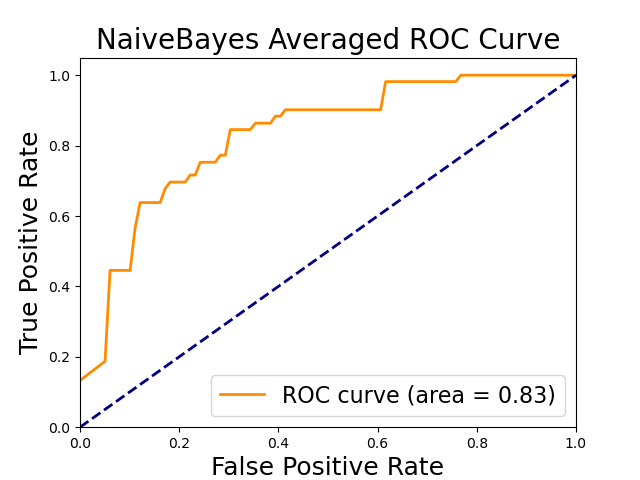 NaiveBayes Averaged ROC Curve
True Positive Rate
1.0
0.8
0.6
0.4
0.2
0.0
ROC curve (area = 0.83)
0.0 0.2 0.4 0.6 0.8 1.0
False Positive Rate